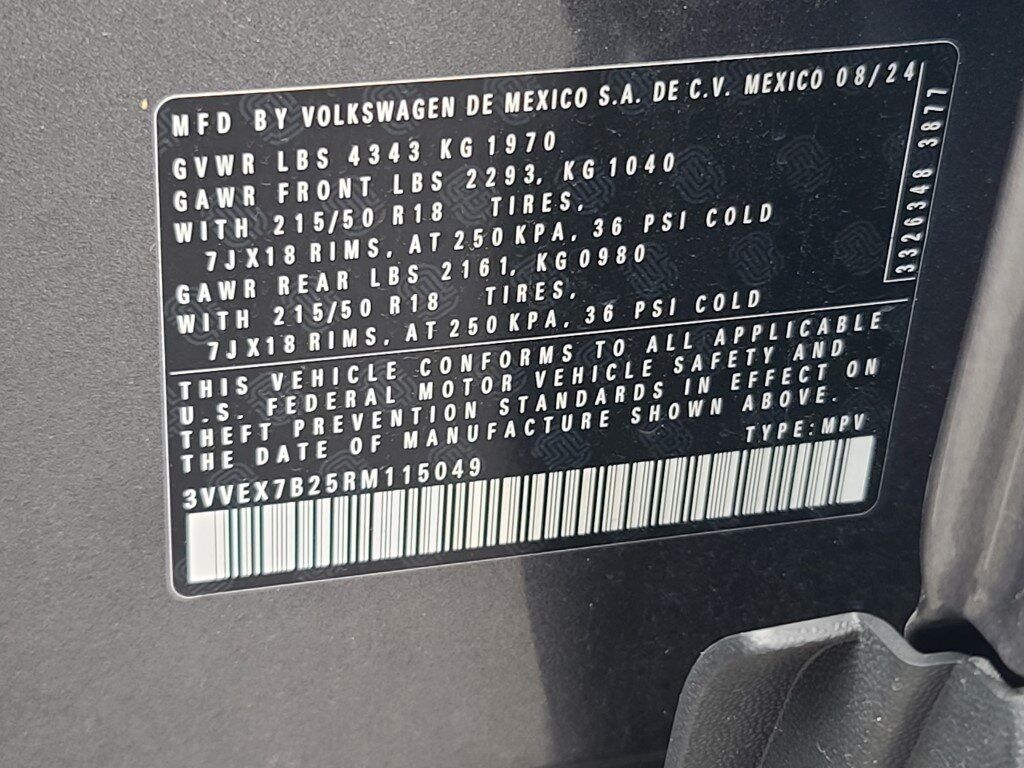 MFD BY VOLKSWAGEN DE MEXICO S.A. DE C.V. MEXICO 08/24
GVWR LBS 4343 KG 1970
GAWR FRONT LBS 2293, KG 1040
WITH 215/50 R18 TIRES,
7JX18 RIMS, AT 250 KPA, 36 PSI COLD
GAWR REAR LBS 2161, KG 0980
WITH 215/50 R18 TIRES,
7JX18 RIMS, AT 250 KPA, 36 PSI COLD
3326348 3877
THIS VEHICLE CONFORMS TO ALL APPLICABLE
U.S. FEDERAL MOTOR VEHICLE SAFETY AND
THEFT PREVENTION STANDARDS IN EFFECT ON
THE DATE OF MANUFACTURE SHOWN ABOVE.
TYPE: MPV
3VVEX7B25RM115049